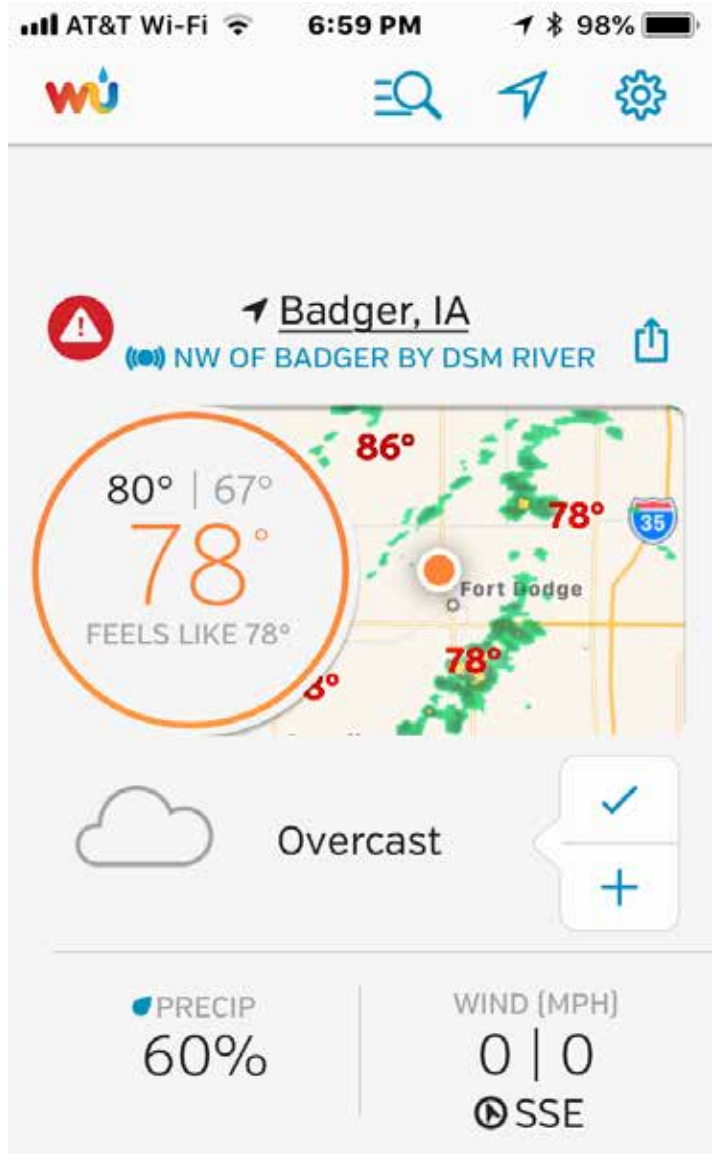 AT&T Wi-Fi 6:59 PM 98%
wu
Badger, IA
NW OF BADGER BY DSM RIVER
86°
80° | 67°
78°
78°
35
FEELS LIKE 78°
Fort Dodge
78°
Overcast
PRECIP
60%
WIND (MPH)
0 | 0
SSE